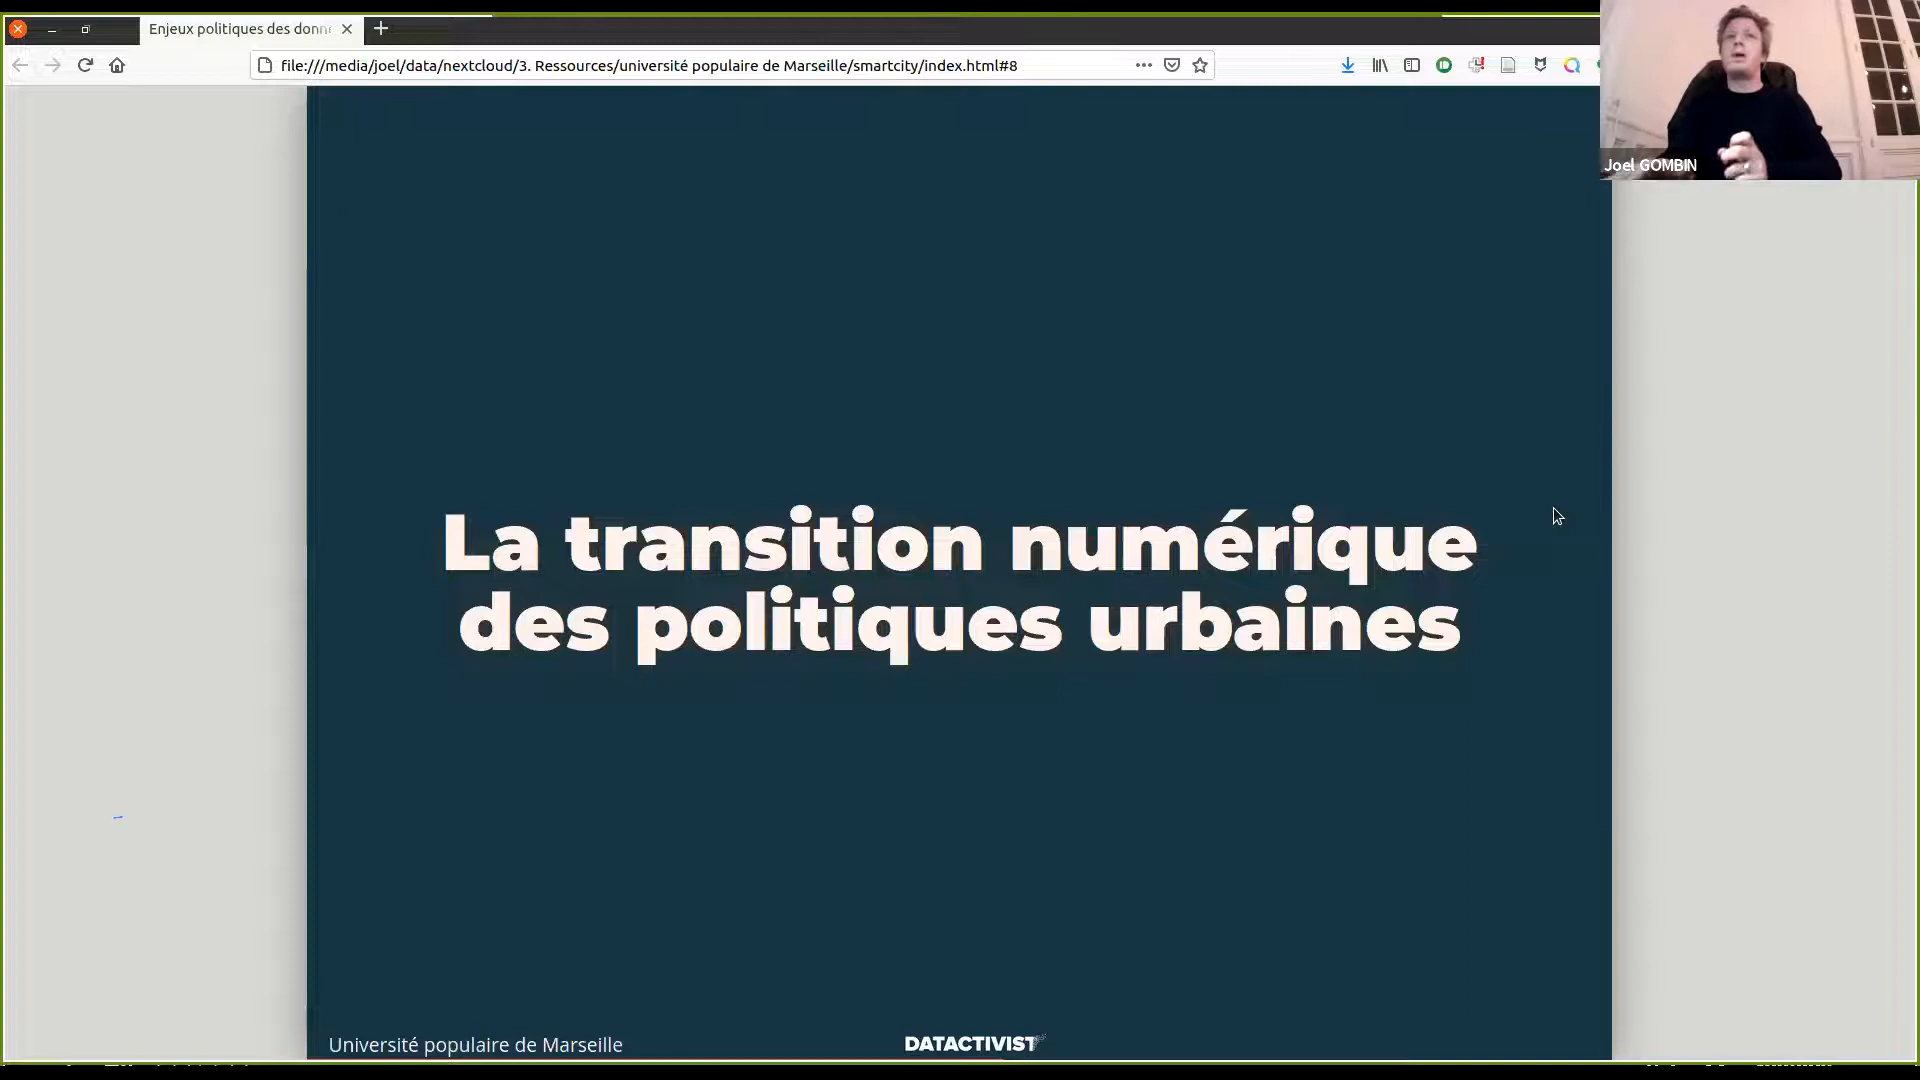 Enjeux politiques des donn
file:///media/joel/data/nextcloud/3. Ressources/université populaire de Marseille/smartcity/index.html#8
Joel GOMBIN
La transition numérique
des politiques urbaines
Université populaire de Marseille
DATACTIVIST